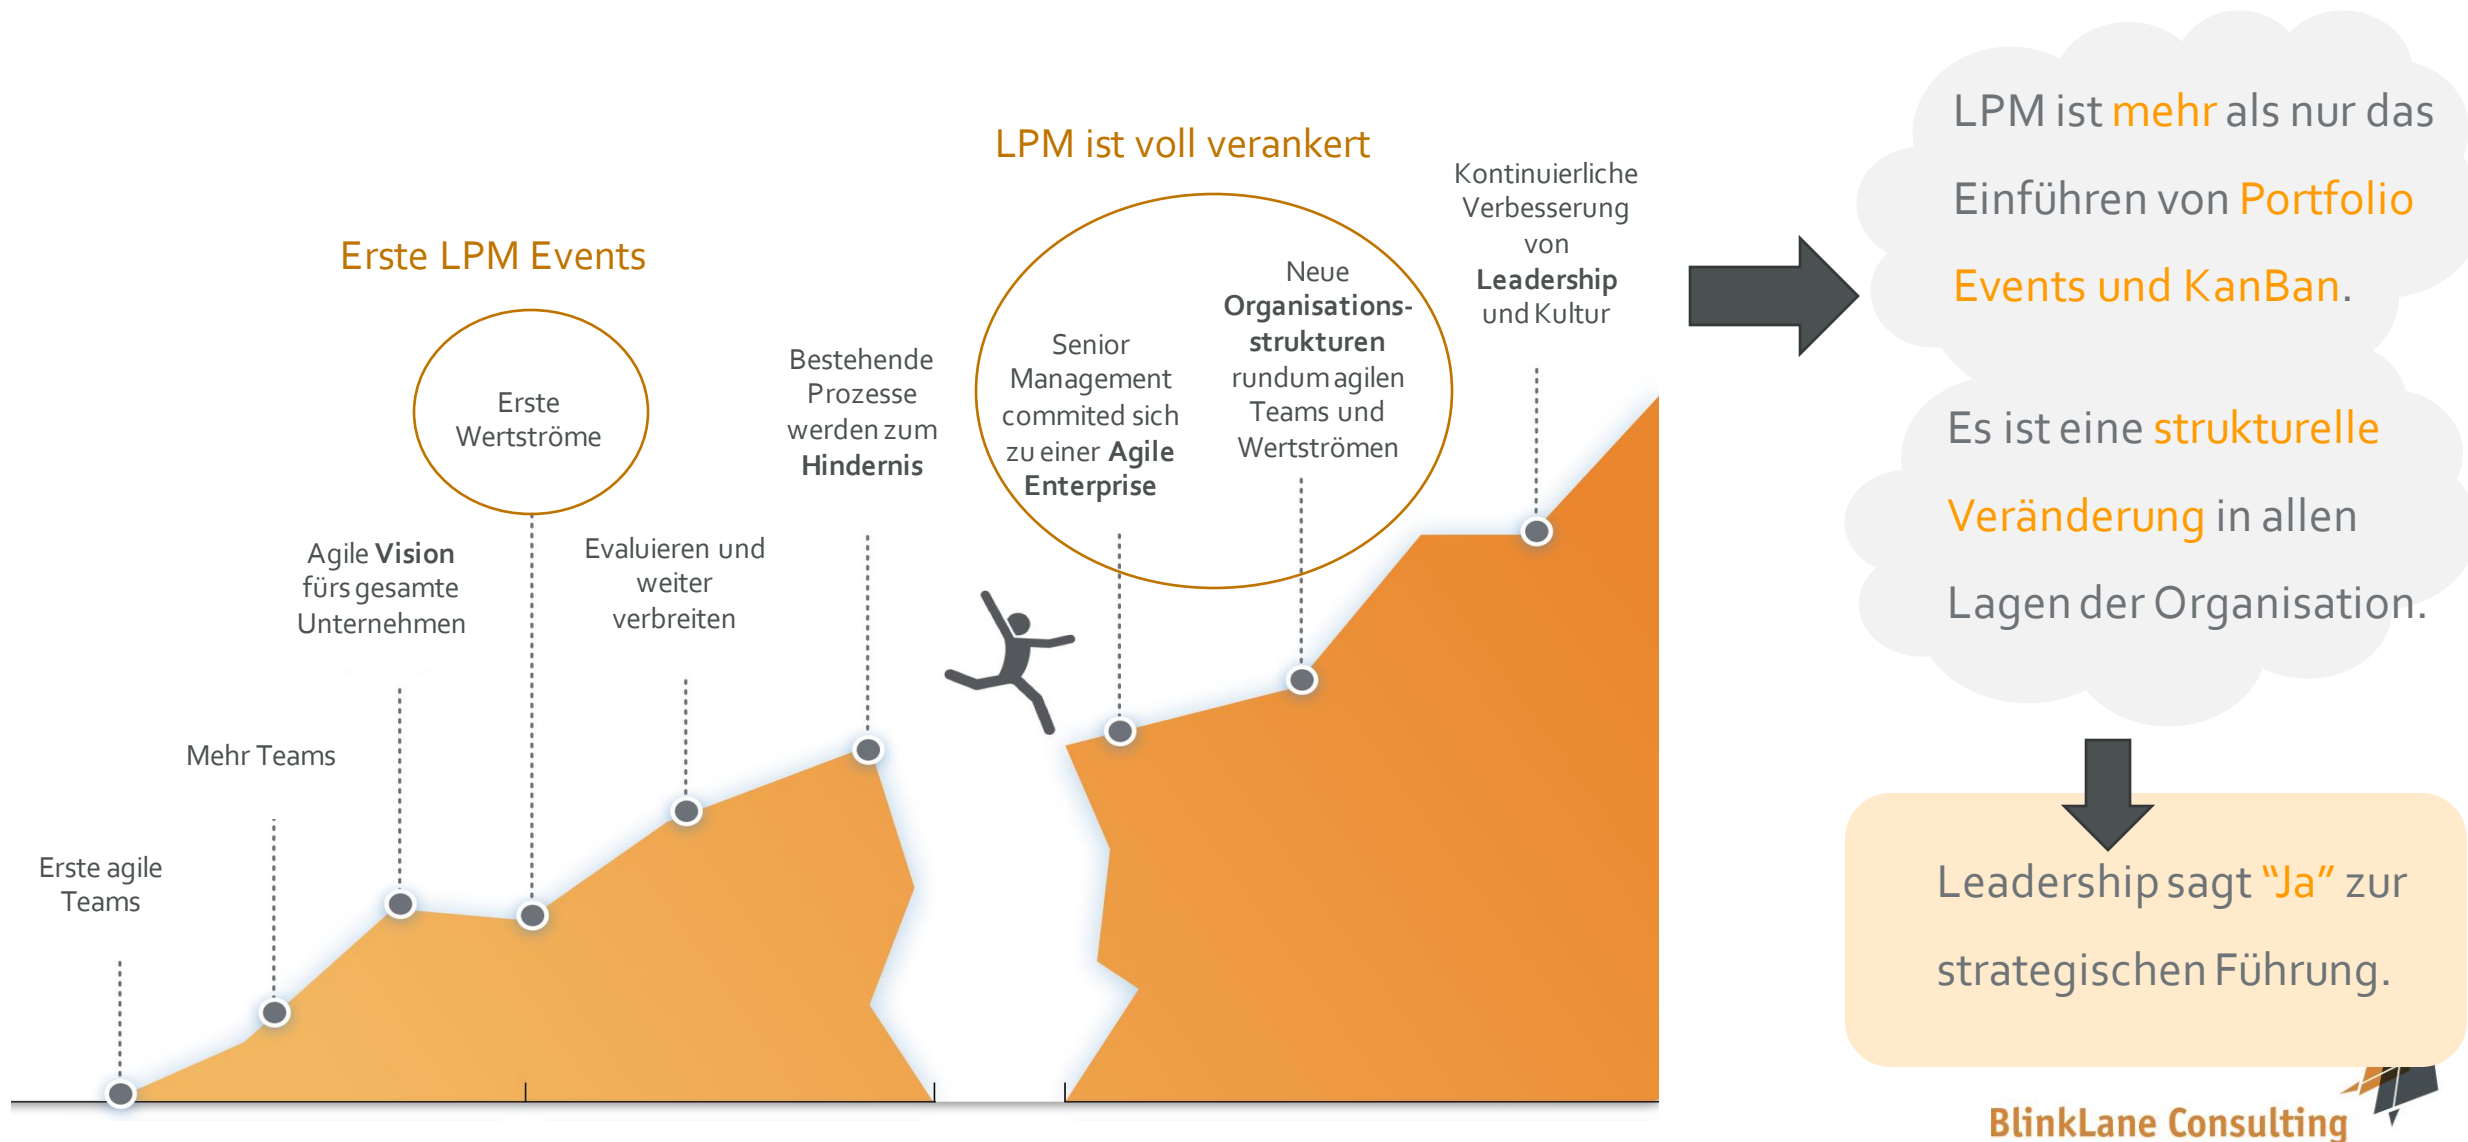 LPM ist voll verankert
Erste LPM Events
Erste agile
Teams
Mehr Teams
Agile Vision
fürs gesamte
Unternehmen
Erste
Wertströme
Evaluieren und
weiter
verbreiten
Bestehende
Prozesse
werden zum
Hindernis
Senior
Management
commited sich
zu einer Agile
Enterprise
Neue
Organisations-
strukturen
rundum agilen
Teams und
Wertströmen
Kontinuierliche
Verbesserung
von
Leadership
und Kultur
LPM ist mehr als nur das
Einführen von Portfolio
Events und KanBan.
Es ist eine strukturelle
Veränderung in allen
Lagen der Organisation.
Leadership sagt “Ja” zur
strategischen Führung.
BlinkLane Consulting